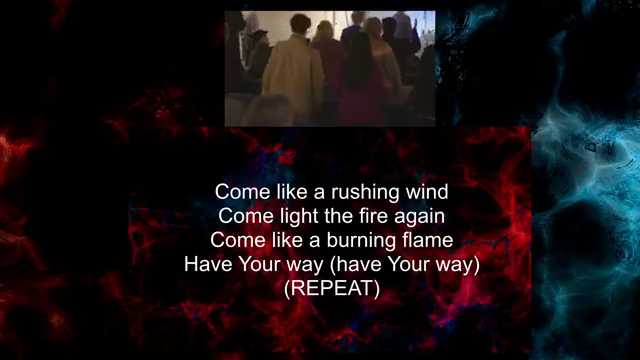 Come like a rushing wind
Come light the fire again
Come like a burning flame
Have Your way (have Your way)
(REPEAT)